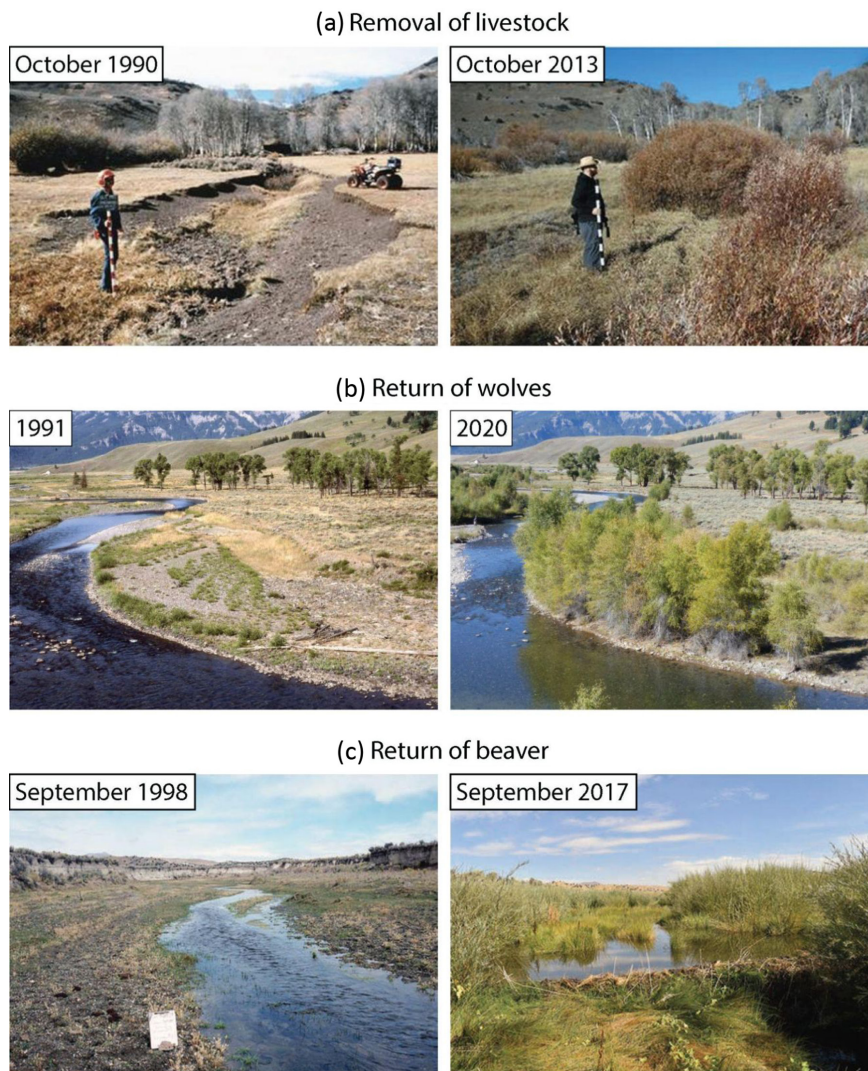 (a) Removal of livestock
October 1990
October 2013
(b) Return of wolves
1991
2020
(c) Return of beaver
September 1998
September 2017